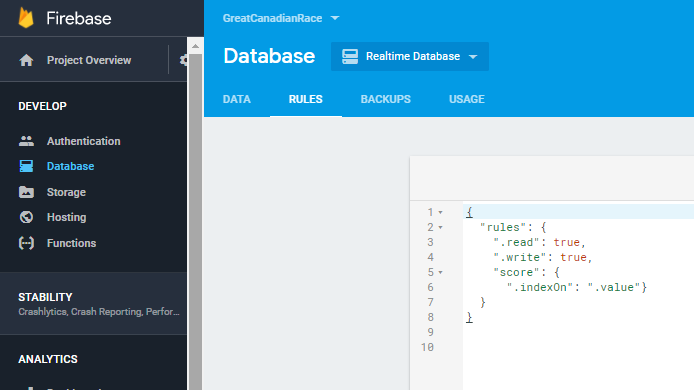 Firebase
Project Overview
DEVELOP
Authentication
Database
Storage
Hosting
Functions
STABILITY
Crashlytics, Crash Reporting, Perfor...
ANALYTICS
GreatCanadianRace
Database
Realtime Database
DATA
RULES
BACKUPS
USAGE
1 {
2 "rules": {
3 ".read": true,
4 ".write": true,
5 "score": {
6 ".indexOn": ".value"}
7 }
8 }
9
10